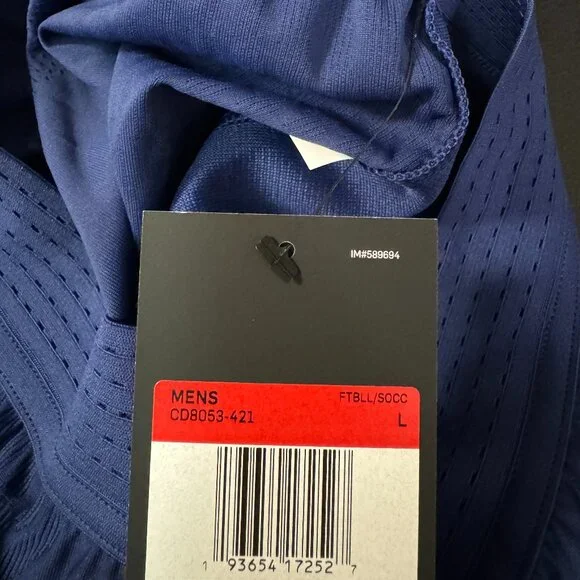 IM#589694
MENS FTBLL/SOCC
CD8053-421 L
1 93654 17252 7